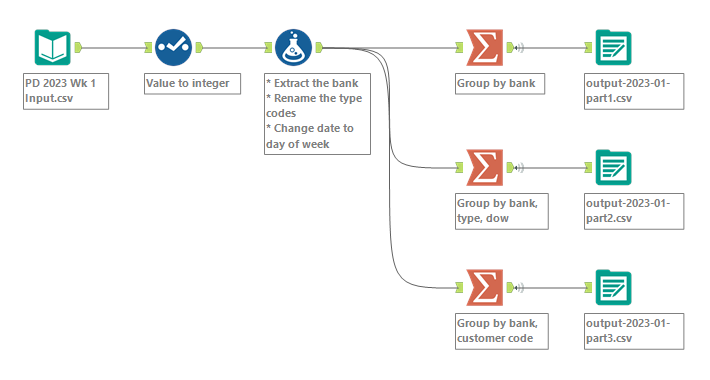 PD 2023 Wk 1
Input.csv
Value to integer
* Extract the bank
* Rename the type
codes
* Change date to
day of week
Group by bank
output-2023-01-
part1.csv
Group by bank,
type, dow
output-2023-01-
part2.csv
Group by bank,
customer code
output-2023-01-
part3.csv